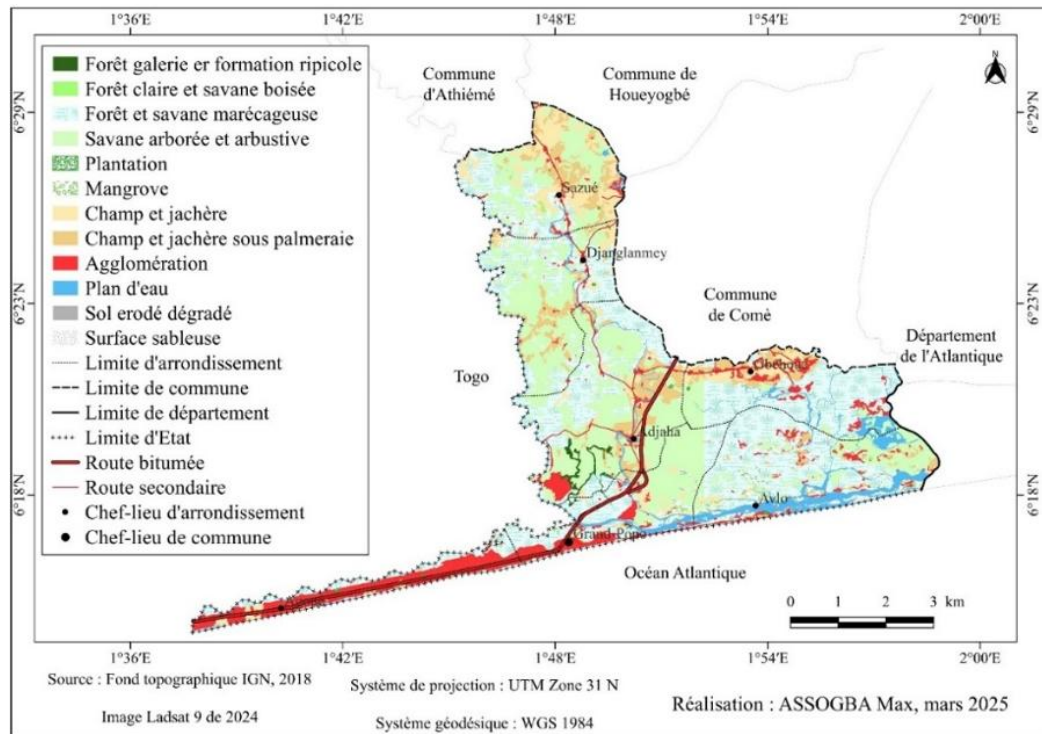 1°36'E
1°42'E
1°48'E
1°54'E
2°00'E
6°29'N
6°23'N
6°18'N
Forêt galerie er formation ripicole
Forêt claire et savane boisée
Forêt et savane marécageuse
Savane arborée et arbustive
Plantation
Mangrove
Champ et jachère
Champ et jachère sous palmeraie
Agglomération
Plan d'eau
Sol erodé dégradé
Surface sableuse
Limite d'arrondissement
Limite de commune
Limite de département
Limite d'Etat
Route bitumée
Route secondaire
Chef-lieu d'arrondissement
Chef-lieu de commune
Commune
d'Athiémé
Commune de
Houeyogbé
N
Sazué
Djanglanmey
Commune
de Comè
Département
de l'Atlantique
Togo
Adjaha
Avlo
Grand-Popo
Océan Atlantique
0 1 2 3 km
6°29'N
6°23'N
6°18'N
1°36'E
1°42'E
1°48'E
1°54'E
2°00'E
Source : Fond topographique IGN, 2018
Système de projection : UTM Zone 31 N
Réalisation : ASSOGBA Max, mars 2025
Image Ladsat 9 de 2024
Système géodésique : WGS 1984